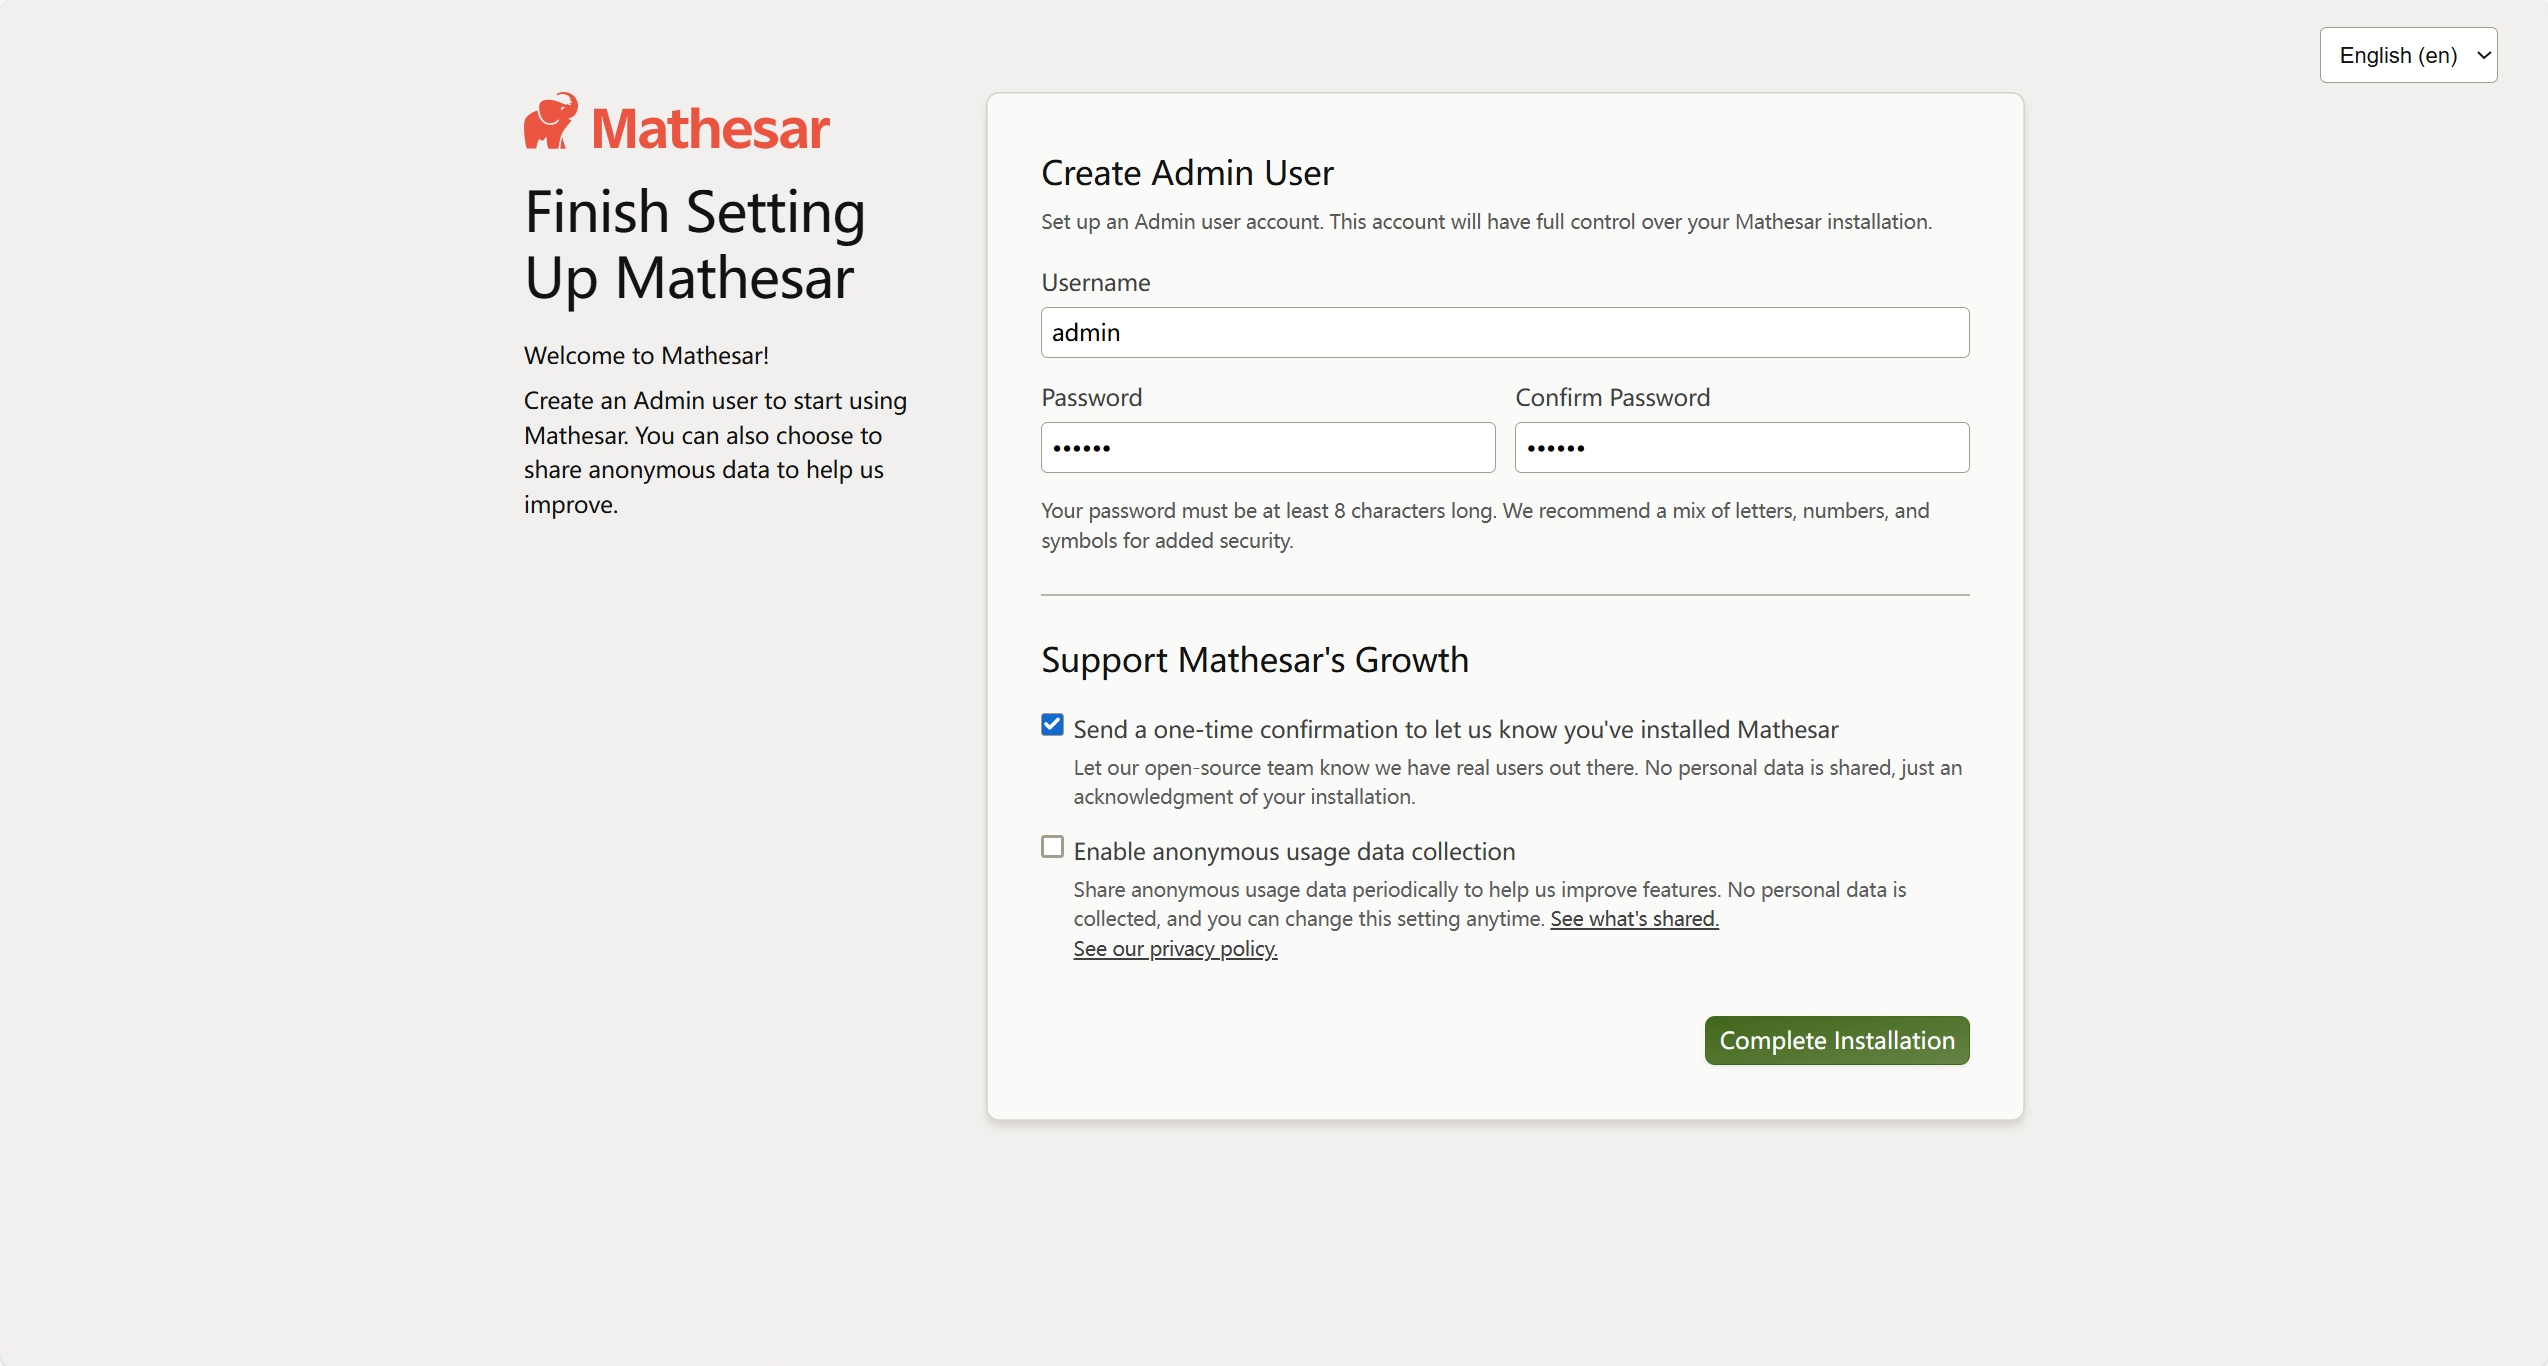 English (en)
Mathesar
Finish Setting
Up Mathesar
Welcome to Mathesar!
Create an Admin user to start using
Mathesar. You can also choose to
share anonymous data to help us
improve.
Create Admin User
Set up an Admin user account. This account will have full control over your Mathesar installation.
Username
admin
Password
Confirm Password
••••••
••••••
Your password must be at least 8 characters long. We recommend a mix of letters, numbers, and
symbols for added security.
Support Mathesar's Growth
Send a one-time confirmation to let us know you've installed Mathesar
Let our open-source team know we have real users out there. No personal data is shared, just an
acknowledgment of your installation.
Enable anonymous usage data collection
Share anonymous usage data periodically to help us improve features. No personal data is
collected, and you can change this setting anytime. See what's shared.
See our privacy policy.
Complete Installation